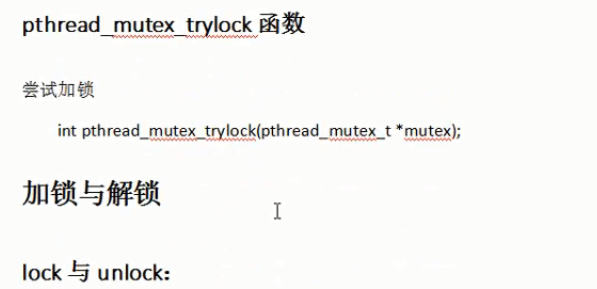 pthread_mutex_trylock 函数
尝试加锁
int pthread_mutex_trylock(pthread_mutex_t *mutex);
加锁与解锁
lock 与 unlock：